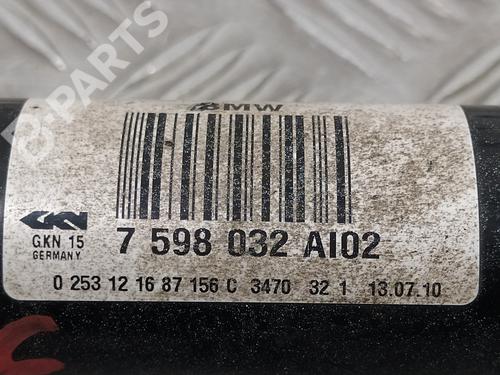 B-PARTS
BMW
GKN
GKN 15
GERMANY
7 598 032 AI02
0 253 12 16 87 156 C 3470 32 1 13.07.10